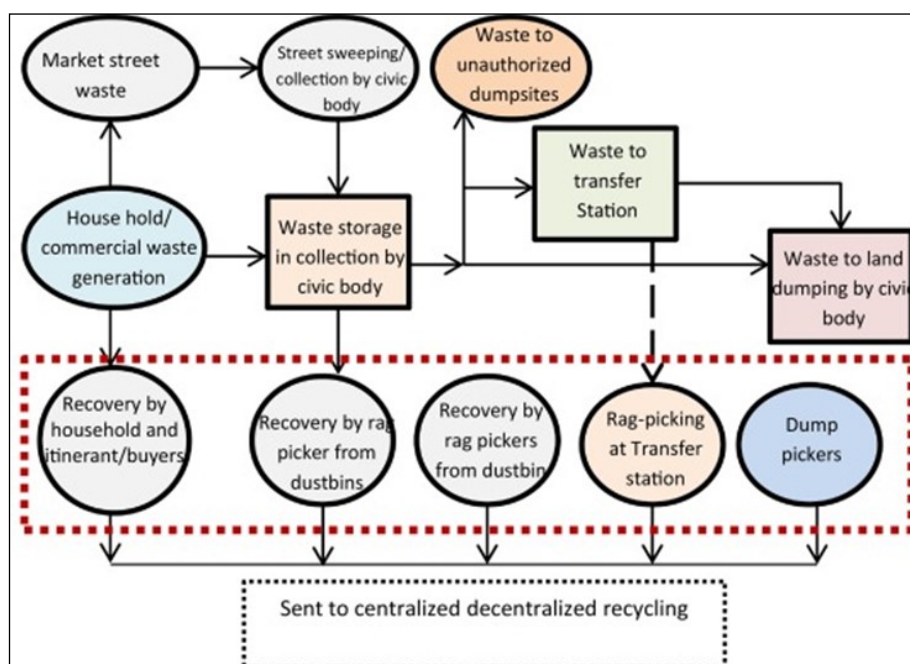 Market street
waste
Street sweeping/
collection by civic
body
Waste to
unauthorized
dumpsites
Waste to
transfer
Station
House hold/
commercial waste
generation
Waste storage
in collection by
civic body
Waste to land
dumping by civic
body
Recovery by
household and
itinerant/buyers
Recovery by rag
picker from
dustbins
Recovery by
rag pickers
from dustbin
Rag-picking
at Transfer
station
Dump
pickers
Sent to centralized decentralized recycling